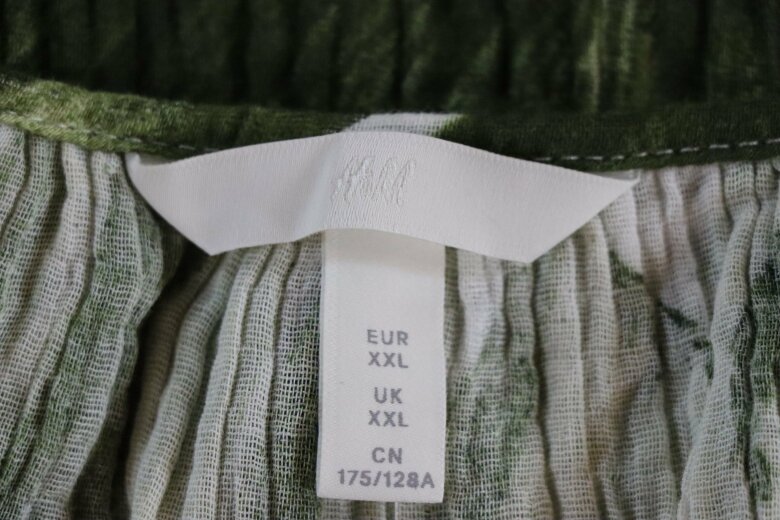 H&M
EUR
XXL
UK
XXL
CN
175/128A